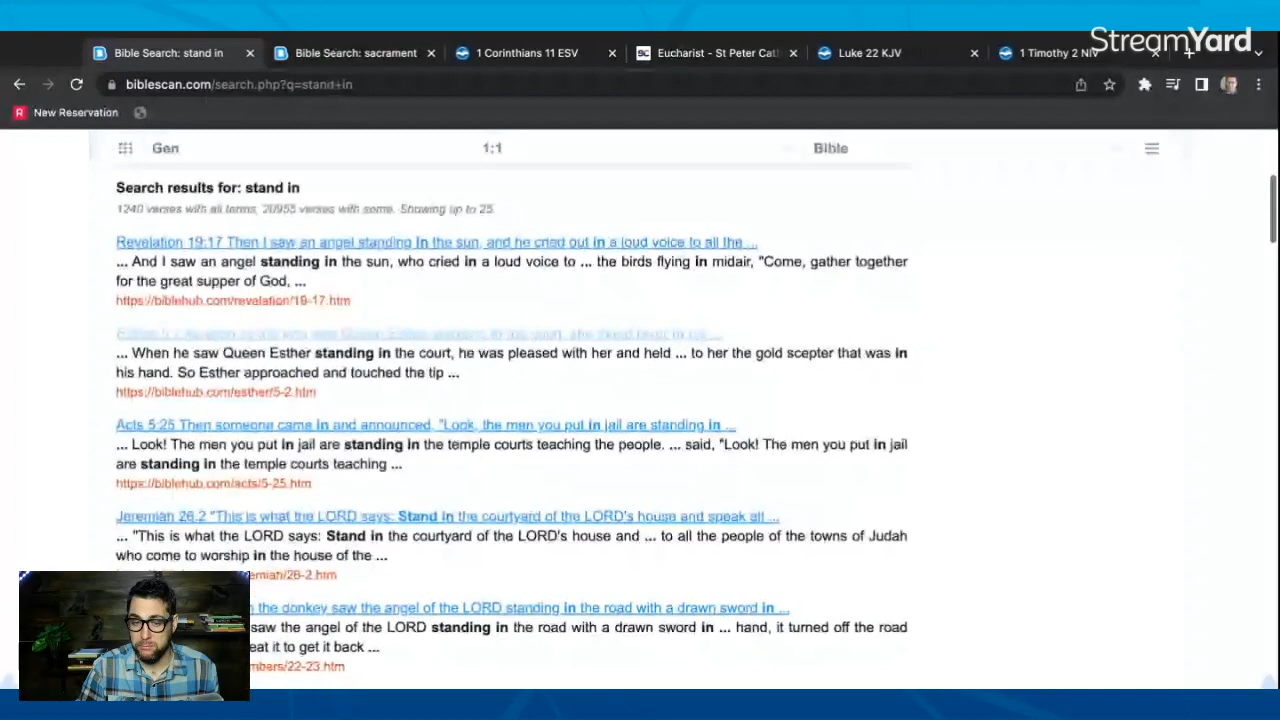 StreamYard
Bible Search: stand in
Bible Search: sacrament
1 Corinthians 11 ESV
SC Eucharist - St Peter Cat
Luke 22 KJV
1 Timothy 2 NIV
biblescan.com/search.php?q=stand+in
R New Reservation
Gen 1:1 Bible
Search results for: stand in
1240 verses with all terms, 20955 verses with some. Showing up to 25
Revelation 19:17 Then I saw an angel standing in the sun, and he cried out in a loud voice to all the ...
... And I saw an angel standing in the sun, who cried in a loud voice to ... the birds flying in midair, "Come, gather together
for the great supper of God, ...
https://biblehub.com/revelation/19-17.htm
... When he saw Queen Esther standing in the court, he was pleased with her and held ... to her the gold scepter that was in
his hand. So Esther approached and touched the tip ...
https://biblehub.com/esther/5-2.htm
Acts 5:25 Then someone came in and announced, "Look, the men you put in jail are standing in ...
... Look! The men you put in jail are standing in the temple courts teaching the people. ... said, "Look! The men you put in jail
are standing in the temple courts teaching ...
https://biblehub.com/acts/5-25.htm
Jeremiah 26:2 "This is what the LORD says: Stand in the courtyard of the LORD's house and speak all ...
... "This is what the LORD says: Stand in the courtyard of the LORD's house and ... to all the people of the towns of Judah
who come to worship in the house of the ...
emiah/26-2.htm
the donkey saw the angel of the LORD standing in the road with a drawn sword in ...
saw the angel of the LORD standing in the road with a drawn sword in ... hand, it turned off the road
eat it to get it back ...
mbers/22-23.htm